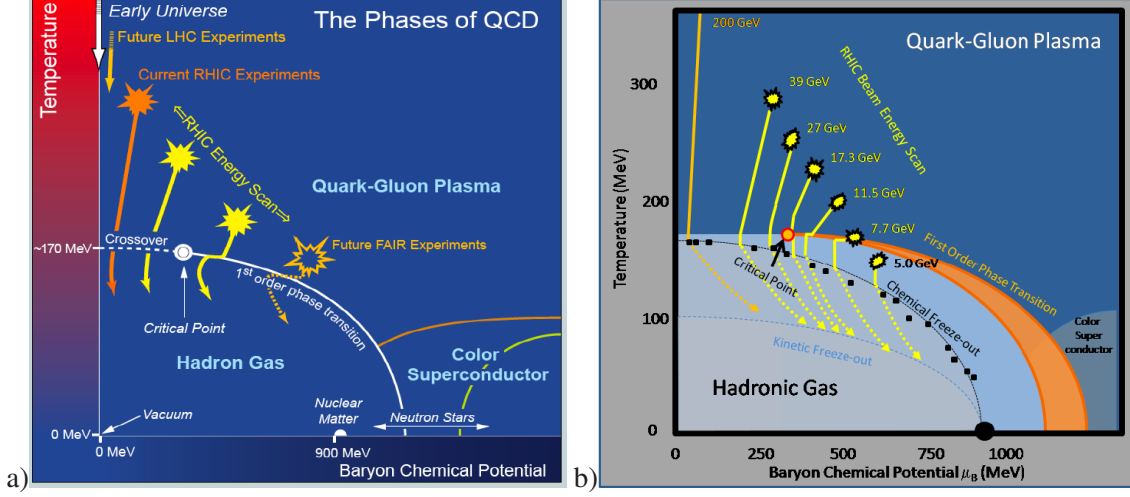 Early Universe
The Phases of QCD
Future LHC Experiments
Current RHIC Experiments
Temperature
⇐RHIC Energy Scan⇒
Quark-Gluon Plasma
Crossover
~170 MeV
Future FAIR Experiments
1st order phase transition
Critical Point
Hadron Gas
Color
Superconductor
Vacuum
Nuclear
Matter
Neutron Stars
0 MeV
0 MeV
900 MeV
Baryon Chemical Potential
a)
200 GeV
Quark-Gluon Plasma
39 GeV
27 GeV
17.3 GeV
11.5 GeV
7.7 GeV
5.0 GeV
RHIC Beam Energy Scan
First Order Phase Transition
Critical Point
Chemical Freeze-out
Kinetic Freeze-out
Color
Super
conductor
Hadronic Gas
Temperature (MeV)
300
200
100
0
0
250
500
750
1000
Baryon Chemical Potential μB (MeV)
b)